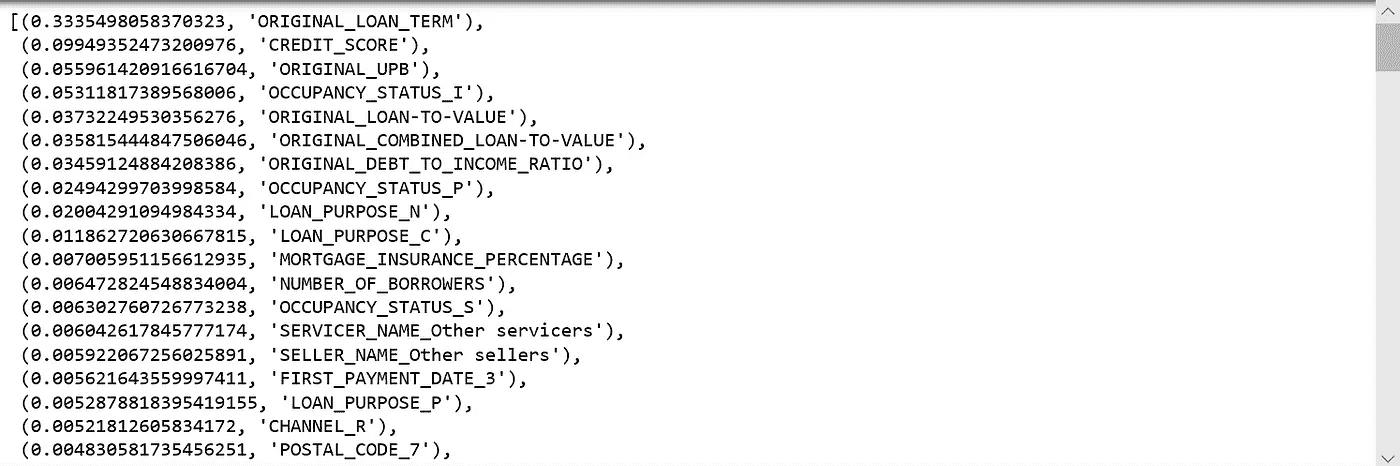 [(0.3335498058370323, 'ORIGINAL_LOAN_TERM'),
(0.09949352473200976, 'CREDIT_SCORE'),
(0.055961420916616704, 'ORIGINAL_UPB'),
(0.05311817389568006, 'OCCUPANCY_STATUS_I'),
(0.03732249530356276, 'ORIGINAL_LOAN-TO-VALUE'),
(0.035815444847506046, 'ORIGINAL_COMBINED_LOAN-TO-VALUE'),
(0.03459124884208386, 'ORIGINAL_DEBT_TO_INCOME_RATIO'),
(0.02494299703998584, 'OCCUPANCY_STATUS_P'),
(0.02004291094984334, 'LOAN_PURPOSE_N'),
(0.011862720630667815, 'LOAN_PURPOSE_C'),
(0.007005951156612935, 'MORTGAGE_INSURANCE_PERCENTAGE'),
(0.006472824548834004, 'NUMBER_OF_BORROWERS'),
(0.006302760726773238, 'OCCUPANCY_STATUS_S'),
(0.006042617845777174, 'SERVICER_NAME_Other servicers'),
(0.005922067256025891, 'SELLER_NAME_Other sellers'),
(0.005621643559997411, 'FIRST_PAYMENT_DATE_3'),
(0.0052878818395419155, 'LOAN_PURPOSE_P'),
(0.00521812605834172, 'CHANNEL_R'),
(0.004830581735456251, 'POSTAL_CODE_7'),